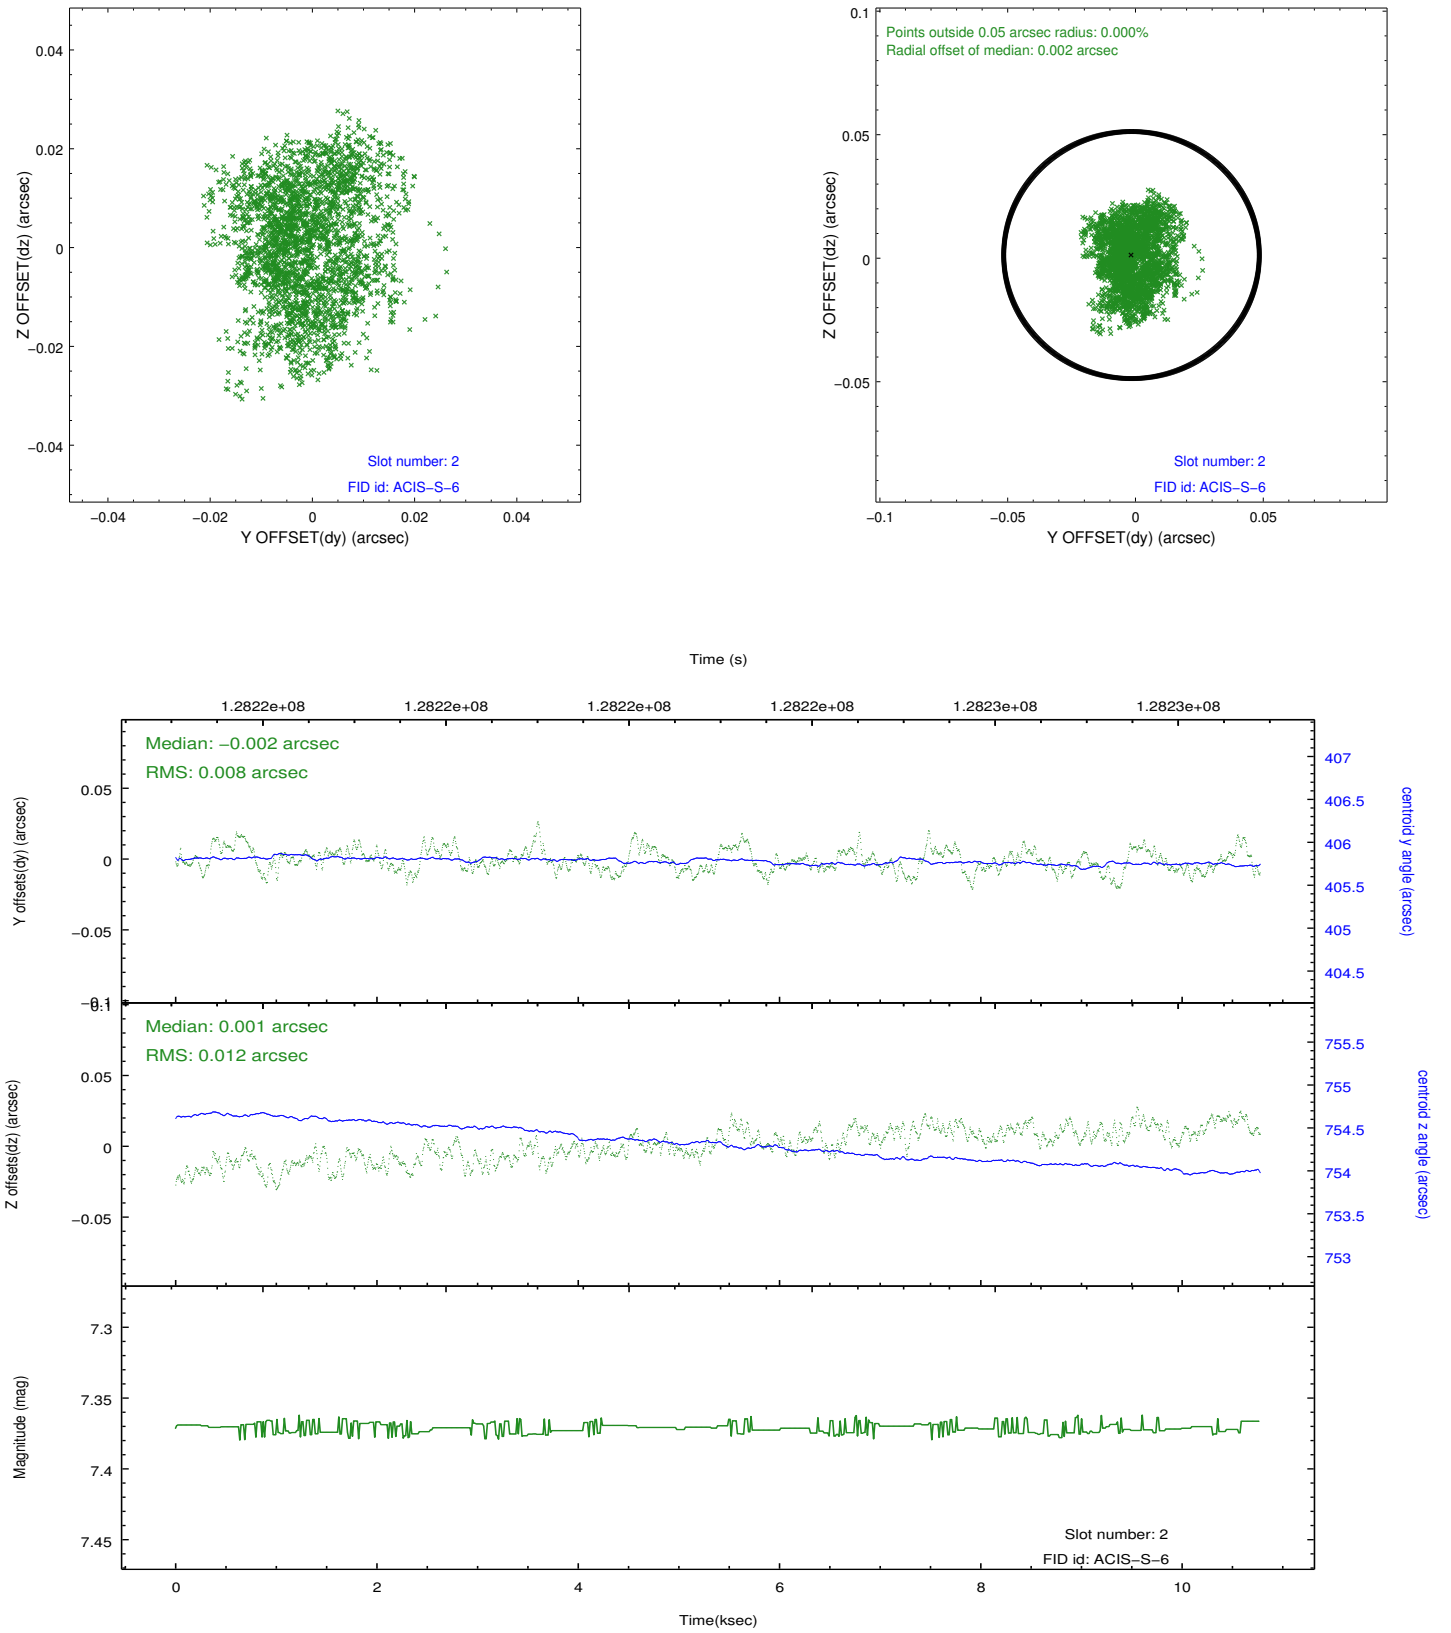 0.04
0.02
0
−0.02
−0.04
Z OFFSET(dz) (arcsec)
Slot number: 2
FID id: ACIS−S−6
−0.04
−0.02
0
0.02
0.04
Y OFFSET(dy) (arcsec)
0.1
0.05
0
−0.05
Z OFFSET(dz) (arcsec)
Points outside 0.05 arcsec radius: 0.000%
Radial offset of median: 0.002 arcsec
Slot number: 2
FID id: ACIS−S−6
−0.1
−0.05
0
0.05
Y OFFSET(dy) (arcsec)
Time (s)
1.2822e+08
1.2822e+08
1.2822e+08
1.2822e+08
1.2823e+08
1.2823e+08
Median: −0.002 arcsec
RMS: 0.008 arcsec
0.05
0
−0.05
−0.1
Y offsets(dy) (arcsec)
407
406.5
406
405.5
405
404.5
centroid y angle (arcsec)
Median: 0.001 arcsec
RMS: 0.012 arcsec
0.1
0.05
0
−0.05
Z offsets(dz) (arcsec)
755.5
755
754.5
754
753.5
753
centroid z angle (arcsec)
7.3
7.35
7.4
7.45
Magnitude (mag)
Slot number: 2
FID id: ACIS−S−6
0
2
4
6
8
10
Time(ksec)